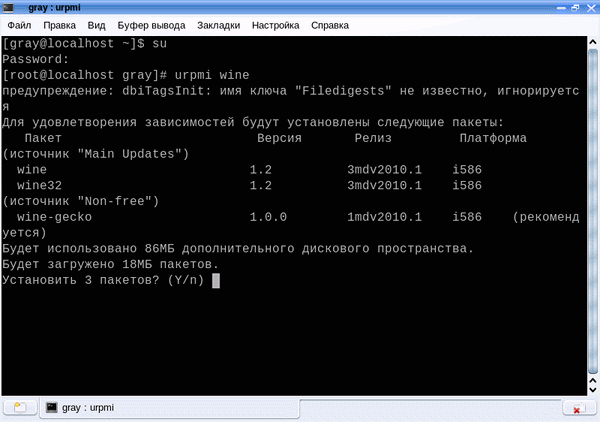 gray : urpmi
Файл Правка Вид Буфер вывода Закладки Настройка Справка
[gray@localhost ~]$ su
Password:
[root@localhost gray]# urpmi wine
предупреждение: dbiTagsInit: имя ключа "Filedigests" не известно, игнорируетс
я
Для удовлетворения зависимостей будут установлены следующие пакеты:
Пакет Версия Релиз Платформа
(источник "Main Updates")
wine 1.2 3mdv2010.1 i586
wine32 1.2 3mdv2010.1 i586
(источник "Non-free")
wine-gecko 1.0.0 1mdv2010.1 i586 (рекоменд
уется)
Будет использовано 86МБ дополнительного дискового пространства.
Будет загружено 18МБ пакетов.
Установить 3 пакетов? (Y/n)
gray : urpmi